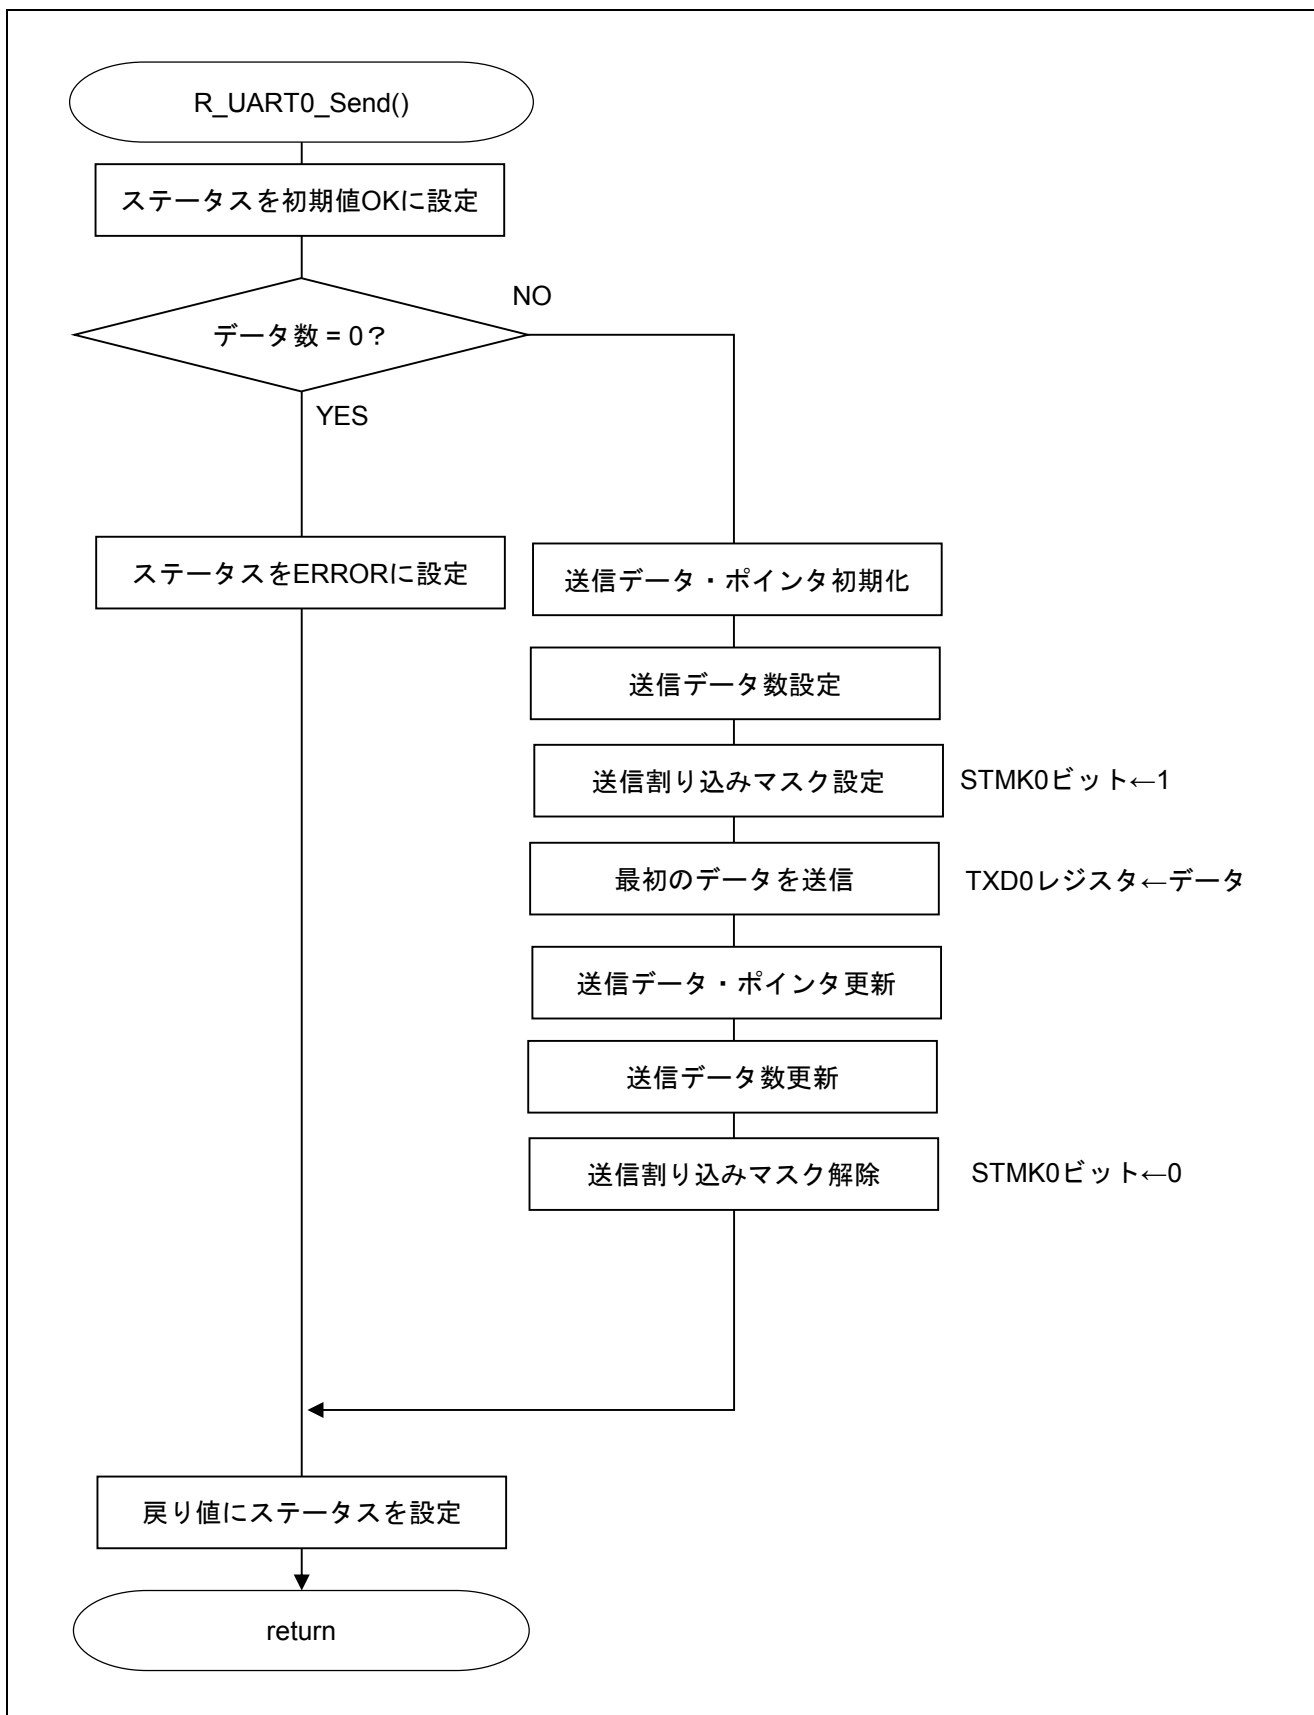 R_UART0_Send()
ステータスを初期値OKに設定
NO
データ数 = 0？
YES
ステータスをERRORに設定
送信データ・ポインタ初期化
送信データ数設定
送信割り込みマスク設定
STMK0ビット←1
最初のデータを送信
TXD0レジスタ←データ
送信データ・ポインタ更新
送信データ数更新
送信割り込みマスク解除
STMK0ビット←0
戻り値にステータスを設定
return